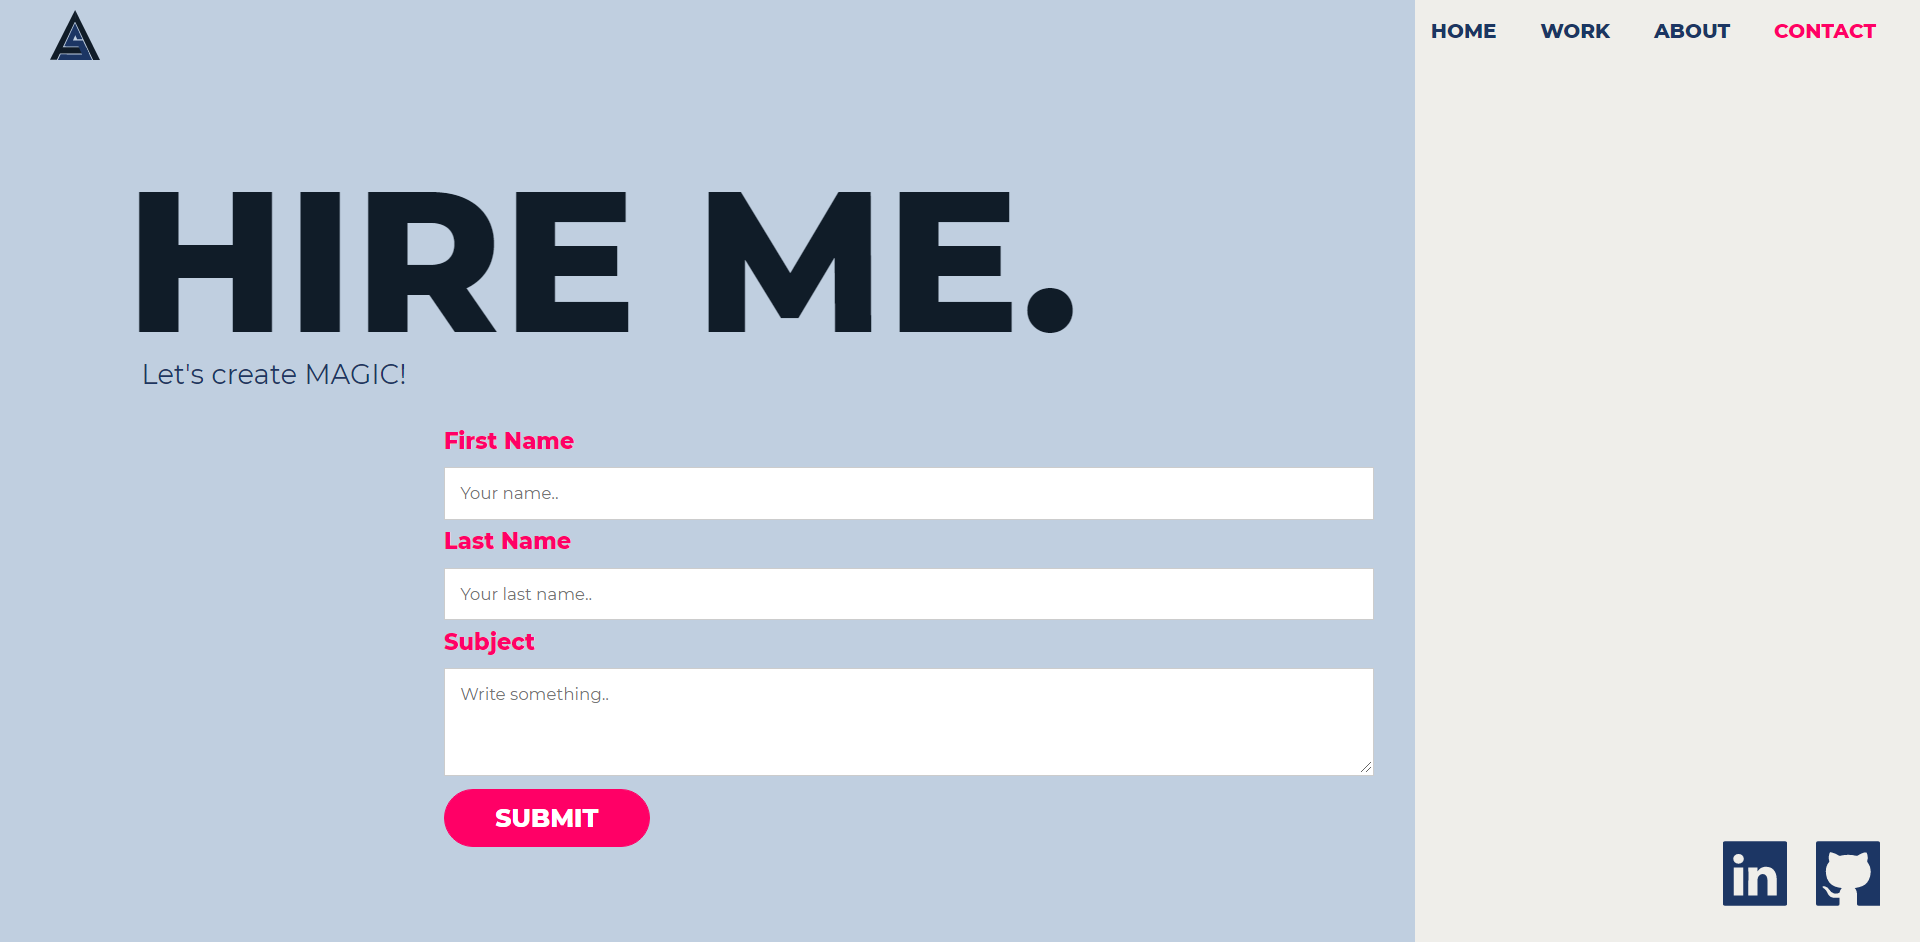 HOME WORK ABOUT CONTACT
HIRE ME.
Let's create MAGIC!
First Name
Your name..
Last Name
Your last name..
Subject
Write something..
SUBMIT
in